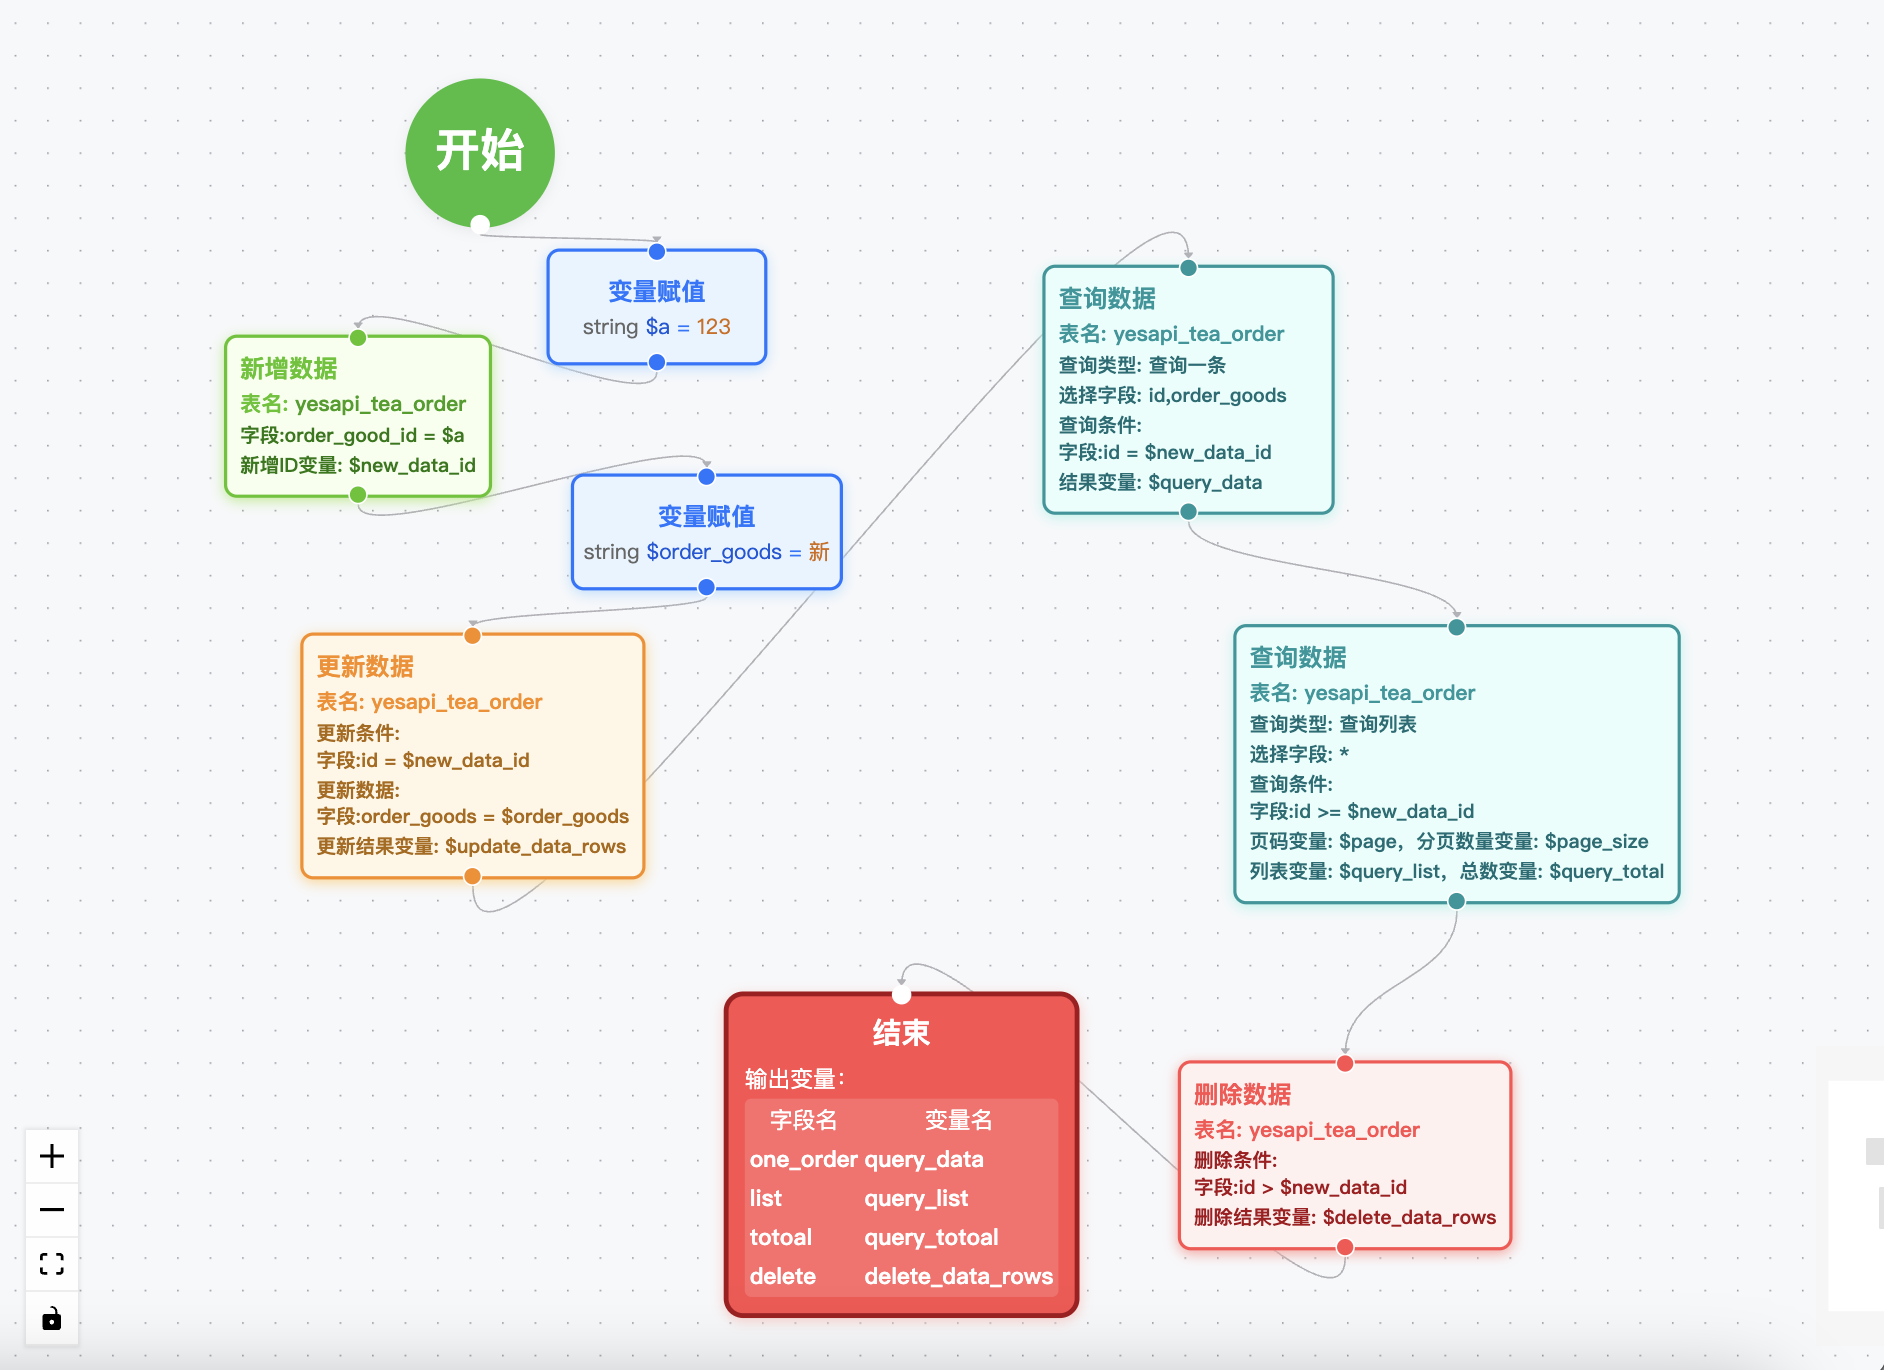 开始
变量赋值
string $a = 123
新增数据
表名: yesapi_tea_order
字段:order_good_id = $a
新增ID变量: $new_data_id
变量赋值
string $order_goods = 新
更新数据
表名: yesapi_tea_order
更新条件:
字段:id = $new_data_id
更新数据:
字段:order_goods = $order_goods
更新结果变量: $update_data_rows
查询数据
表名: yesapi_tea_order
查询类型: 查询一条
选择字段: id,order_goods
查询条件:
字段:id = $new_data_id
结果变量: $query_data
查询数据
表名: yesapi_tea_order
查询类型: 查询列表
选择字段: *
查询条件:
字段:id >= $new_data_id
页码变量: $page，分页数量变量: $page_size
列表变量: $query_list，总数变量: $query_total
删除数据
表名: yesapi_tea_order
删除条件:
字段:id > $new_data_id
删除结果变量: $delete_data_rows
结束
输出变量：
字段名 变量名
one_order query_data
list query_list
totoal query_totoal
delete delete_data_rows